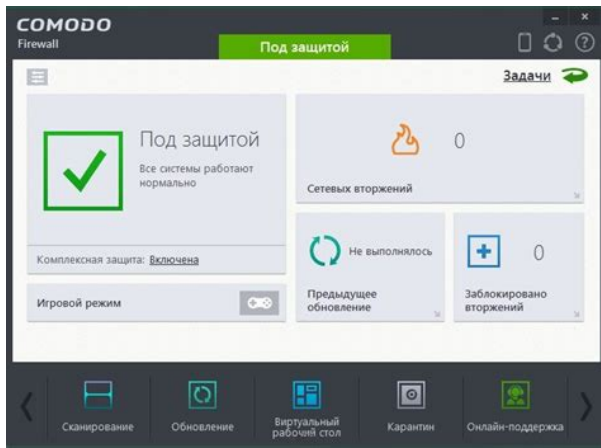 COMODO
Firewall
Под защитой
Задачи
Под защитой
Все системы работают
нормально
Комплексная защита: Включена
Игровой режим
0
Сетевых вторжений
Не выполнялось
Предыдущее
обновление
0
Заблокировано
вторжений
Сканирование
Обновление
Виртуальный
рабочий стол
Карантин
Онлайн-поддержка